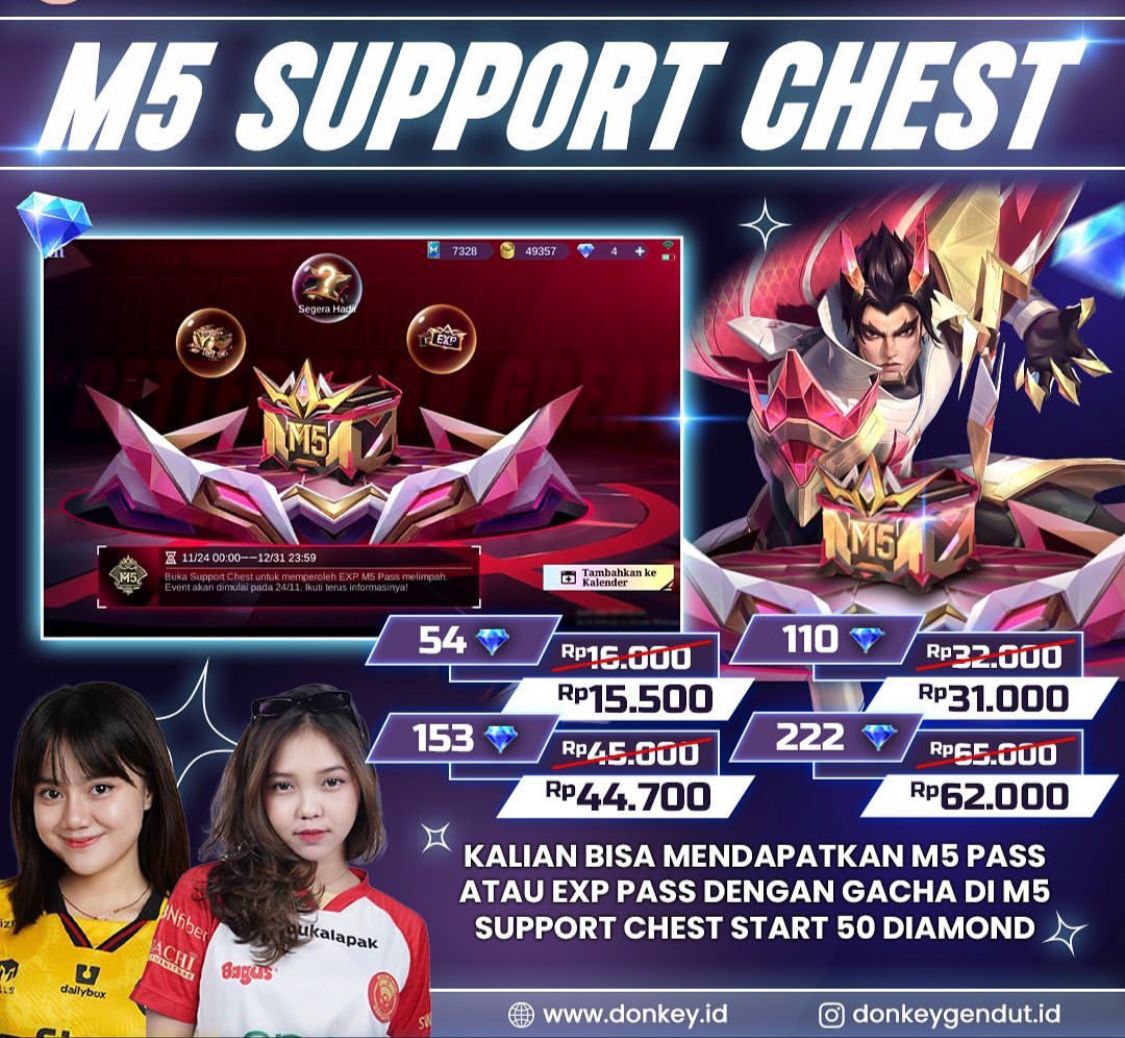 M5 SUPPORT CHEST
7328 49357 4 +
Segera Hadir
EXP
M5
11/24 00:00——12/31 23:59
M5
Buka Support Chest untuk memperoleh EXP M5 Pass melimpah.
Event akan dimulai pada 24/11. Ikuti terus informasinya!
Tambahkan ke
Kalender
M5
54
Rp16.000
Rp15.500
110
Rp32.000
Rp31.000
153
Rp45.000
Rp44.700
222
Rp65.000
Rp62.000
KALIAN BISA MENDAPATKAN M5 PASS
ATAU EXP PASS DENGAN GACHA DI M5
SUPPORT CHEST START 50 DIAMOND
dailybox
bukalapak
Bagus
www.donkey.id
donkeygendut.id